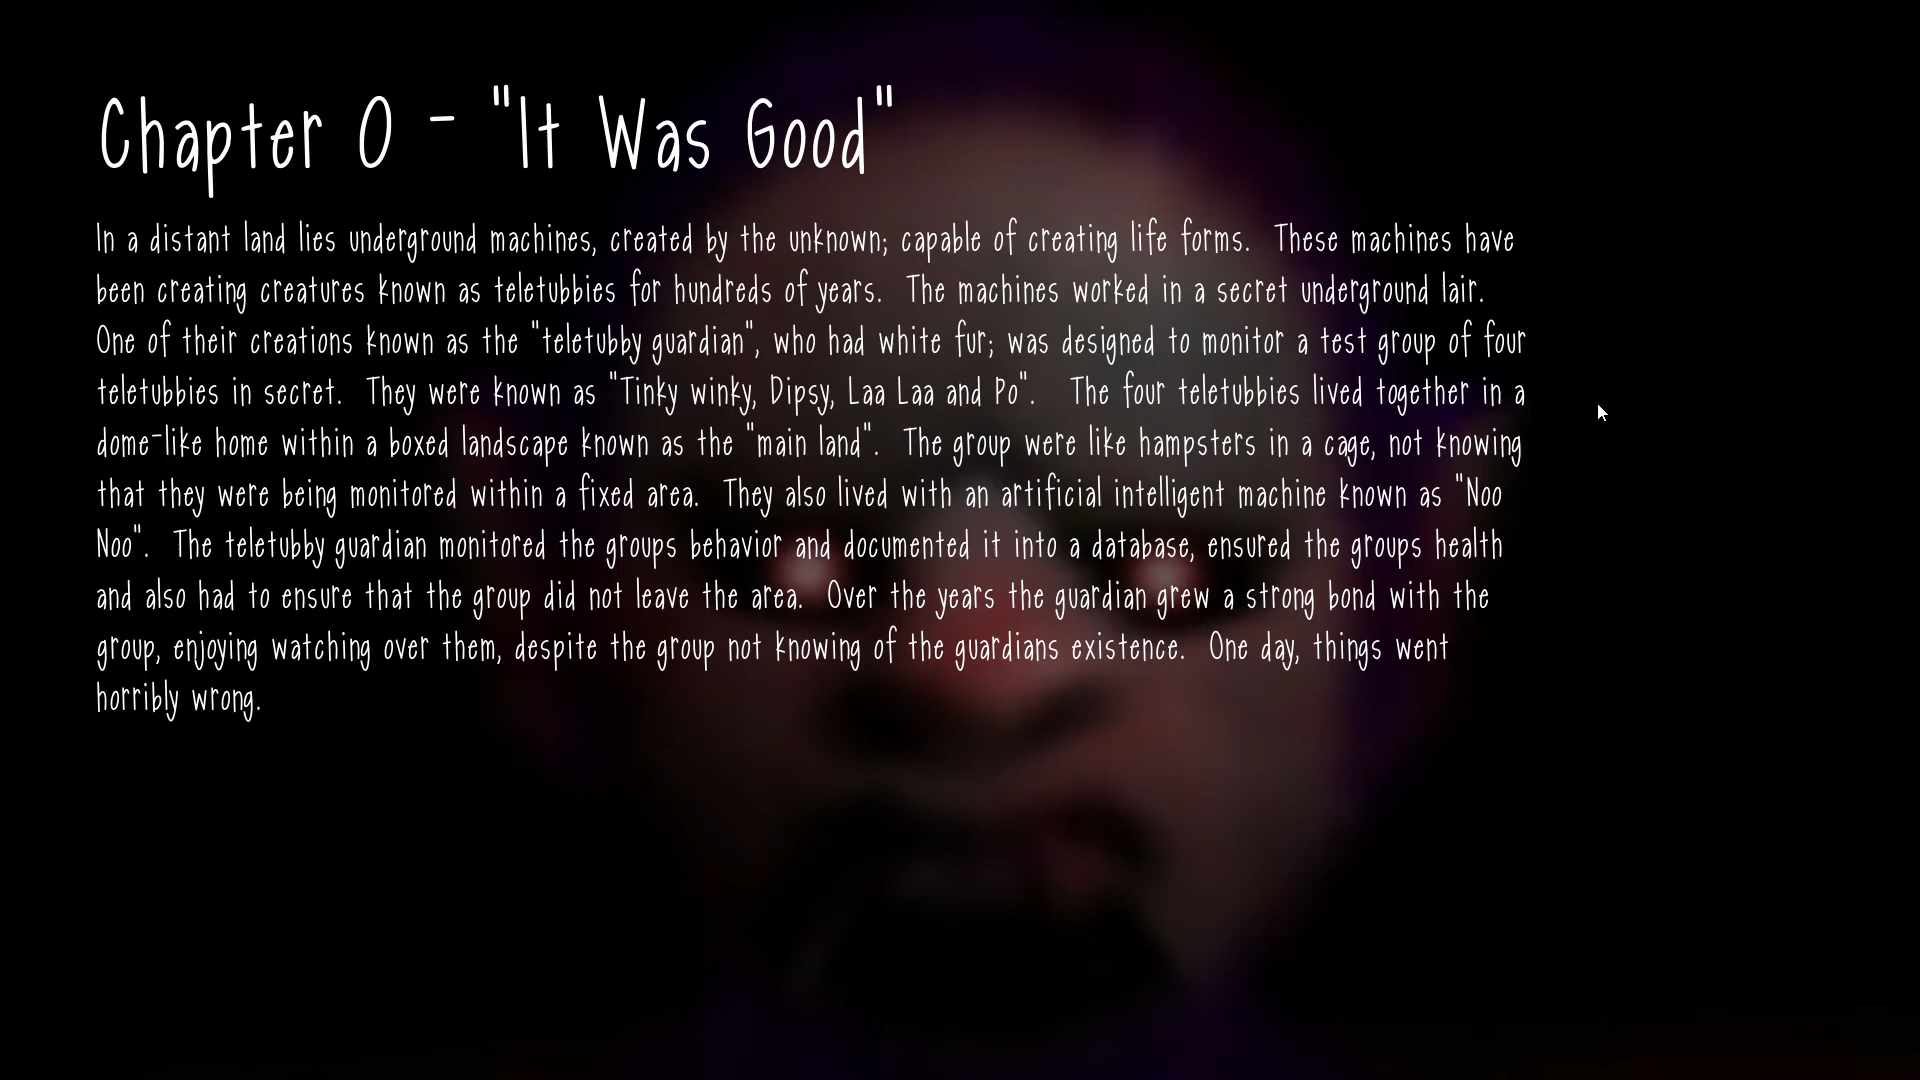 Chapter 0 - "It Was Good"
In a distant land lies underground machines, created by the unknown; capable of creating life forms.  These machines have
been creating creatures known as teletubbies for hundreds of years.  The machines worked in a secret underground lair.
One of their creations known as the "teletubby guardian", who had white fur; was designed to monitor a test group of four
teletubbies in secret.  They were known as "Tinky winky, Dipsy, Laa Laa and Po".   The four teletubbies lived together in a
dome-like home within a boxed landscape known as the "main land".  The group were like hampsters in a cage, not knowing
that they were being monitored within a fixed area.  They also lived with an artificial intelligent machine known as "Noo
Noo".  The teletubby guardian monitored the groups behavior and documented it into a database, ensured the groups health
and also had to ensure that the group did not leave the area.  Over the years the guardian grew a strong bond with the
group, enjoying watching over them, despite the group not knowing of the guardians existence.  One day, things went
horribly wrong.